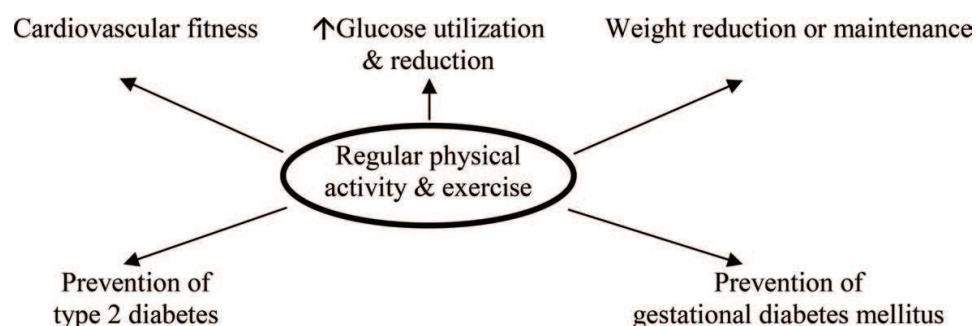 Cardiovascular fitness
↑Glucose utilization
& reduction
Weight reduction or maintenance
Regular physical
activity & exercise
Prevention of
type 2 diabetes
Prevention of
gestational diabetes mellitus